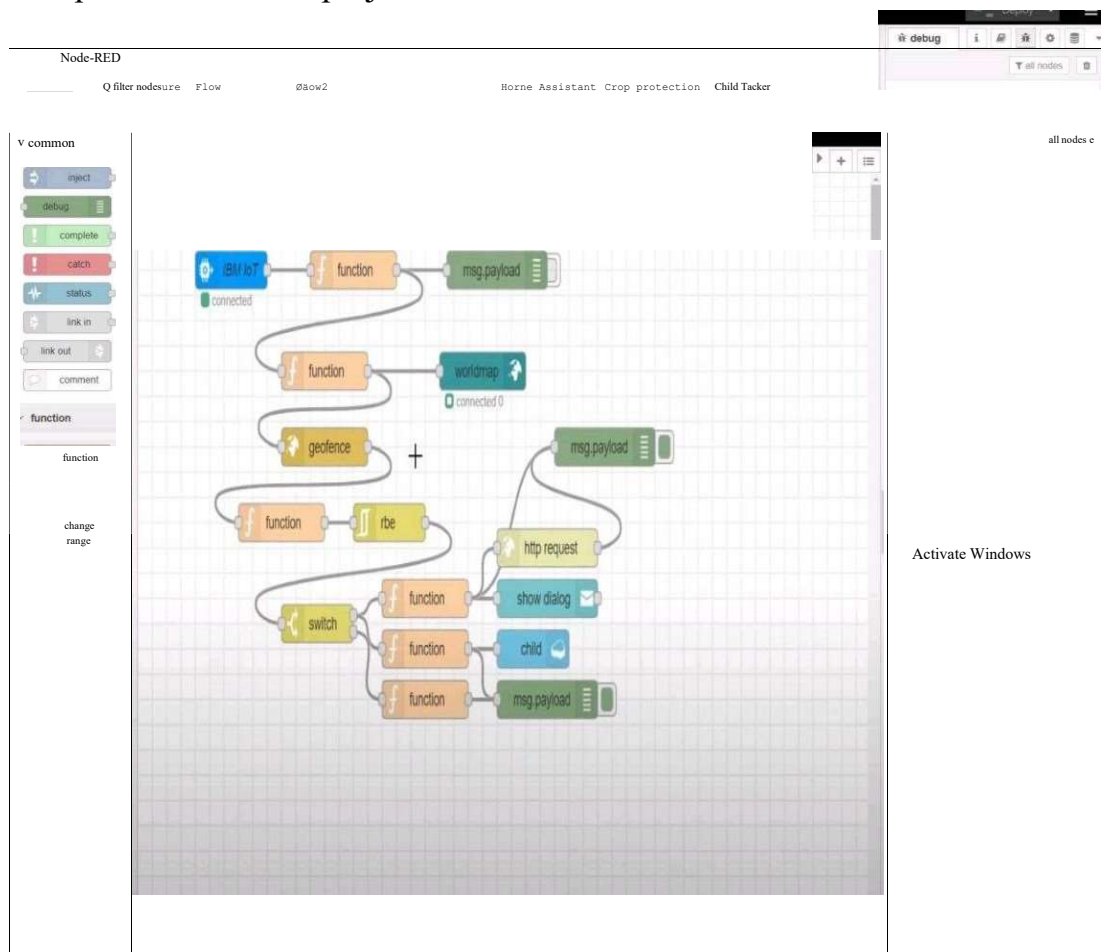 Node-RED
debug
all nodes
Q filter nodesure Flow Øäow2 Horne Assistant Crop protection Child Tacker
v common
all nodes e
inject
debug
complete
catch
status
link in
link out
comment
function
function
change
range
IBM IoT
connected
function
msg.payload
function
worldmap
connected 0
geofence
msg.payload
function
rbe
http request
Activate Windows
switch
function
show dialog
function
child
function
msg.payload